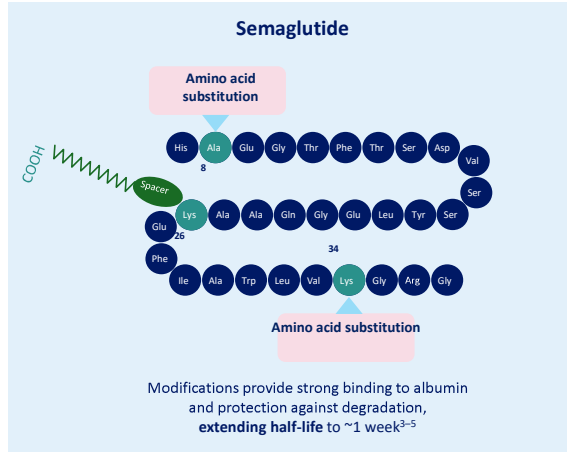 Semaglutide
Amino acid
substitution
His Ala Glu Gly Thr Phe Thr Ser Asp
8
Val
COOH
Spacer
Ser
Lys Ala Ala Gln Gly Glu Leu Tyr Ser
Glu
26
34
Phe
Ile Ala Trp Leu Val Lys Gly Arg Gly
Amino acid substitution
Modifications provide strong binding to albumin
and protection against degradation,
extending half-life to ~1 week3–5